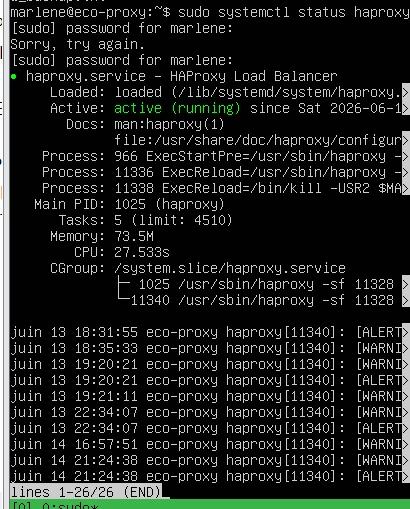 marlene@eco-proxy:~$ sudo systemctl status haproxy
[sudo] password for marlene:
Sorry, try again.
[sudo] password for marlene:
● haproxy.service - HAProxy Load Balancer
Loaded: loaded (/lib/systemd/system/haproxy.>
Active: active (running) since Sat 2026-06-1>
Docs: man:haproxy(1)
file:/usr/share/doc/haproxy/configur>
Process: 966 ExecStartPre=/usr/sbin/haproxy ->
Process: 11336 ExecReload=/usr/sbin/haproxy ->
Process: 11338 ExecReload=/bin/kill -USR2 $MA>
Main PID: 1025 (haproxy)
Tasks: 5 (limit: 4510)
Memory: 73.5M
CPU: 27.533s
CGroup: /system.slice/haproxy.service
├─ 1025 /usr/sbin/haproxy -sf 11328 >
└─11340 /usr/sbin/haproxy -sf 11328 >
juin 13 18:31:55 eco-proxy haproxy[11340]: [ALERT>
juin 13 18:35:33 eco-proxy haproxy[11340]: [WARNI>
juin 13 19:20:21 eco-proxy haproxy[11340]: [WARNI>
juin 13 19:20:21 eco-proxy haproxy[11340]: [ALERT>
juin 13 19:21:11 eco-proxy haproxy[11340]: [WARNI>
juin 13 22:34:07 eco-proxy haproxy[11340]: [WARNI>
juin 13 22:34:07 eco-proxy haproxy[11340]: [ALERT>
juin 14 16:57:51 eco-proxy haproxy[11340]: [WARNI>
juin 14 21:24:38 eco-proxy haproxy[11340]: [WARNI>
juin 14 21:24:38 eco-proxy haproxy[11340]: [ALERT>
lines 1-26/26 (END)
[0] 0:sudo*